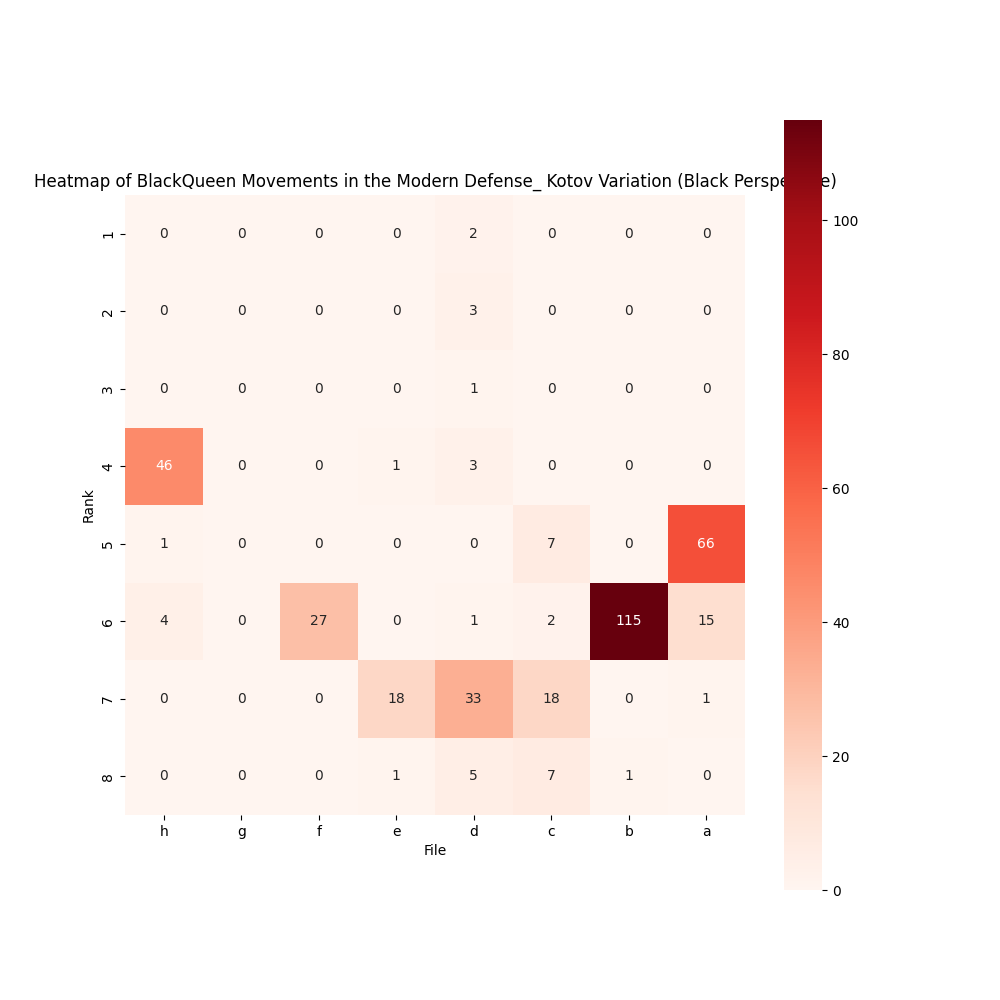 Heatmap of BlackQueen Movements in the Modern Defense_ Kotov Variation (Black Perspe e)
100
1 0 0 0 0 2 0 0 0
2 0 0 0 0 3 0 0 0
80
3 0 0 0 0 1 0 0 0
4 46 0 0 1 3 0 0 0
60
Rank
5 1 0 0 0 0 7 0 66
6 4 0 27 0 1 2 115 15
40
7 0 0 0 18 33 18 0 1
20
8 0 0 0 1 5 7 1 0
h g f e d c b a
File
0